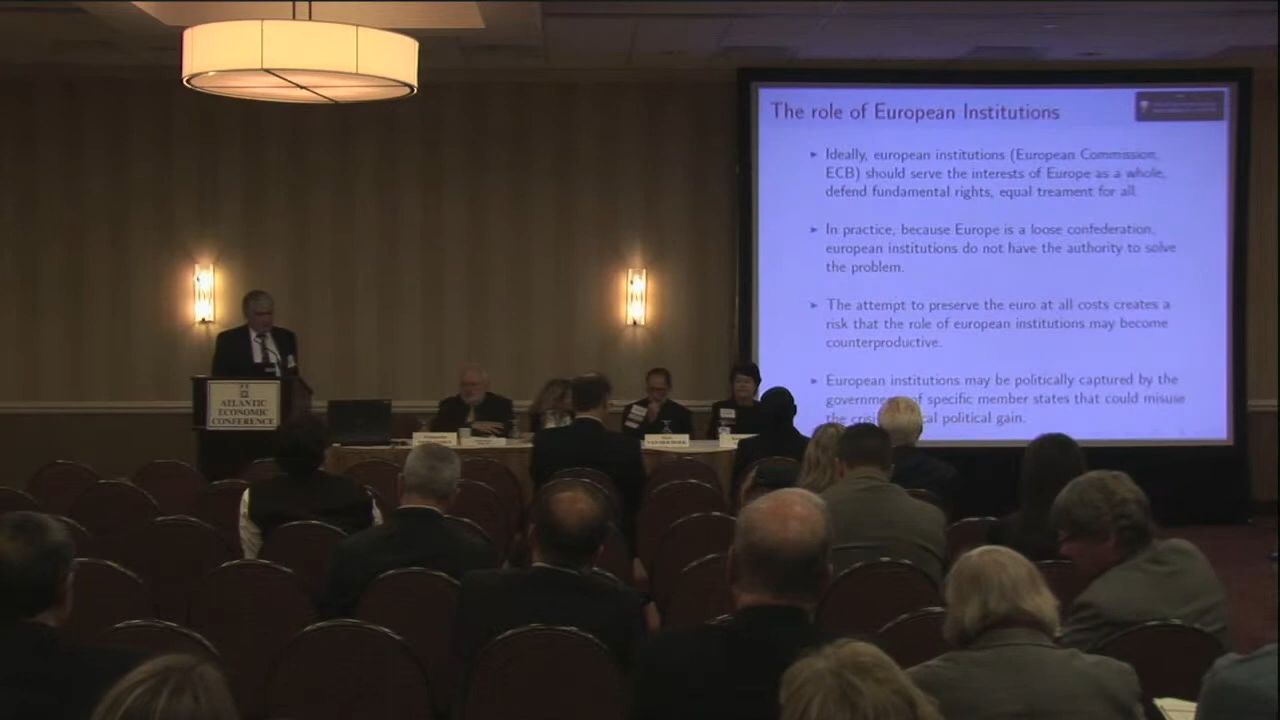 The role of European Institutions
Ideally, european institutions (European Commission,
ECB) should serve the interests of Europe as a whole,
defend fundamental rights, equal treament for all.
In practice, because Europe is a loose confederation,
european institutions do not have the authority to solve
the problem.
The attempt to preserve the euro at all costs creates a
risk that the role of european institutions may become
counterproductive.
European institutions may be politically captured by the
of specific member states that could misuse
the political gain.
ATLANTIC
ECONOMIC
CONFERENCE